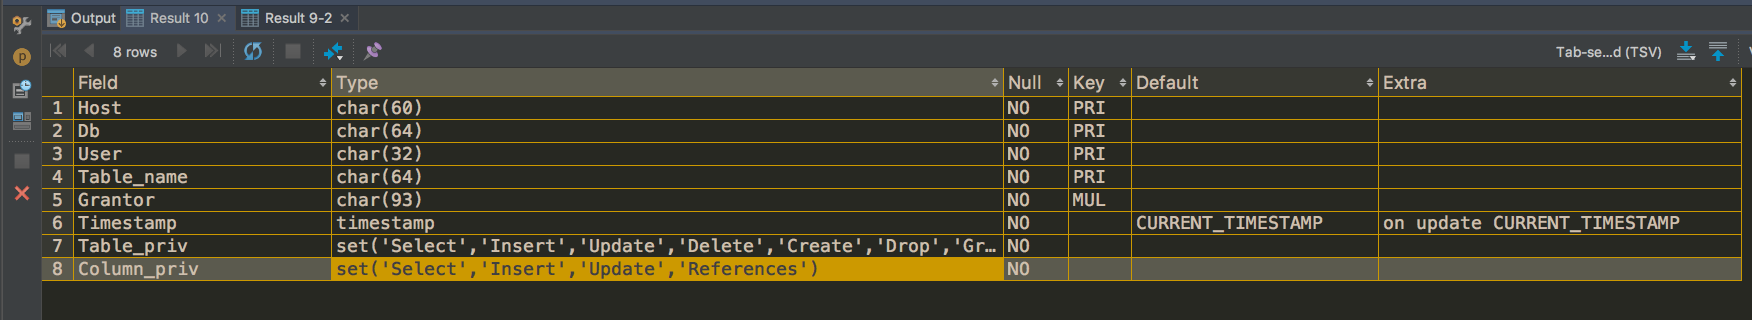 Output Result 10 Result 9-2
8 rows Tab-se...d (TSV)
Field Type Null Key Default Extra
1 Host char(60) NO PRI
2 Db char(64) NO PRI
3 User char(32) NO PRI
4 Table_name char(64) NO PRI
5 Grantor char(93) NO MUL
6 Timestamp timestamp NO CURRENT_TIMESTAMP on update CURRENT_TIMESTAMP
7 Table_priv set('Select','Insert','Update','Delete','Create','Drop','Gr... NO
8 Column_priv set('Select','Insert','Update','References') NO